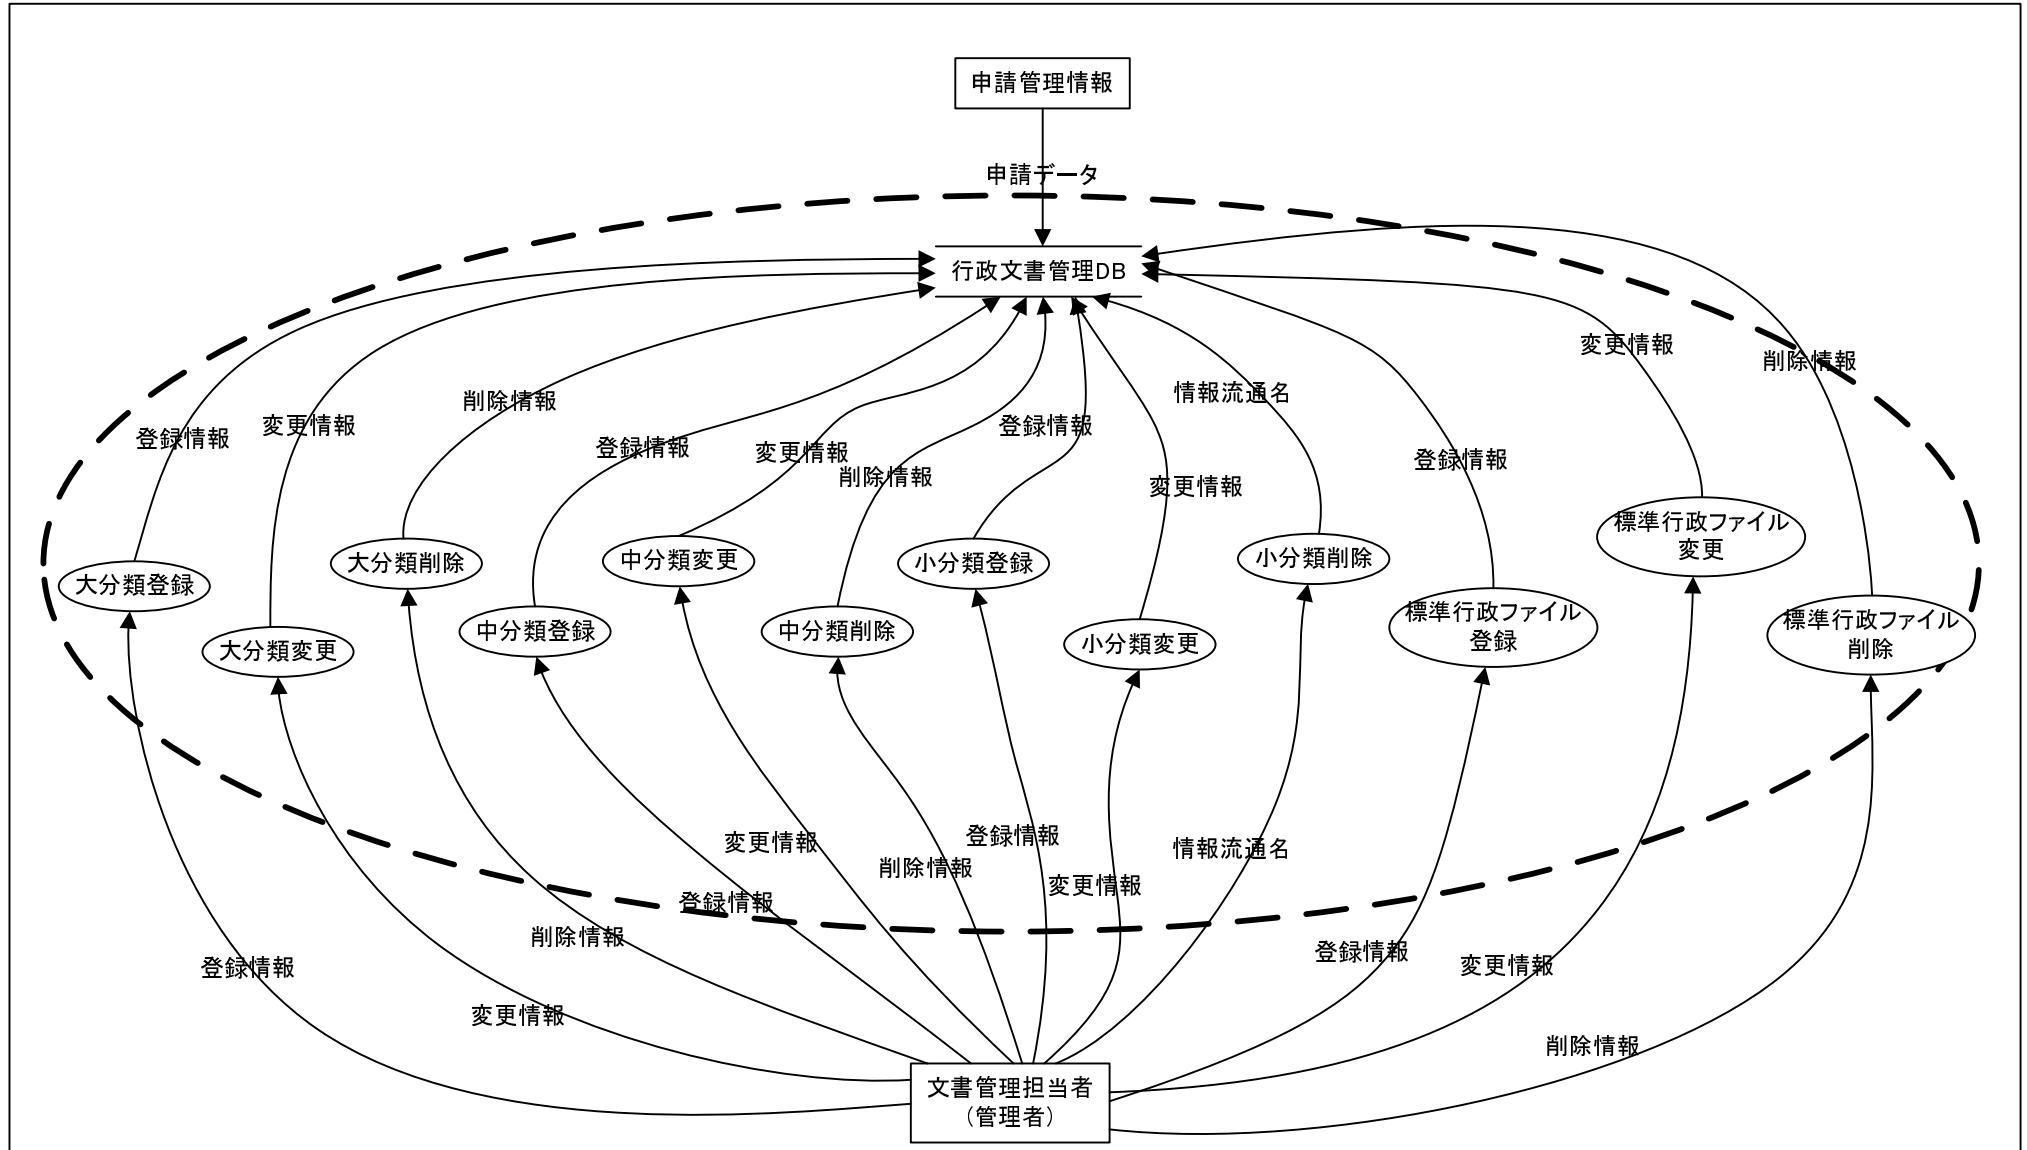 申請管理情報
申請データ
行政文書管理DB
変更情報
削除情報
削除情報
情報流通名
登録情報
変更情報
登録情報
登録情報
変更情報
登録情報
削除情報
変更情報
標準行政ファイル
変更
大分類登録
大分類削除
中分類変更
小分類登録
小分類削除
標準行政ファイル
登録
標準行政ファイル
削除
大分類変更
中分類登録
中分類削除
小分類変更
変更情報
登録情報
情報流通名
削除情報
変更情報
登録情報
削除情報
登録情報
変更情報
登録情報
変更情報
削除情報
文書管理担当者
（管理者）